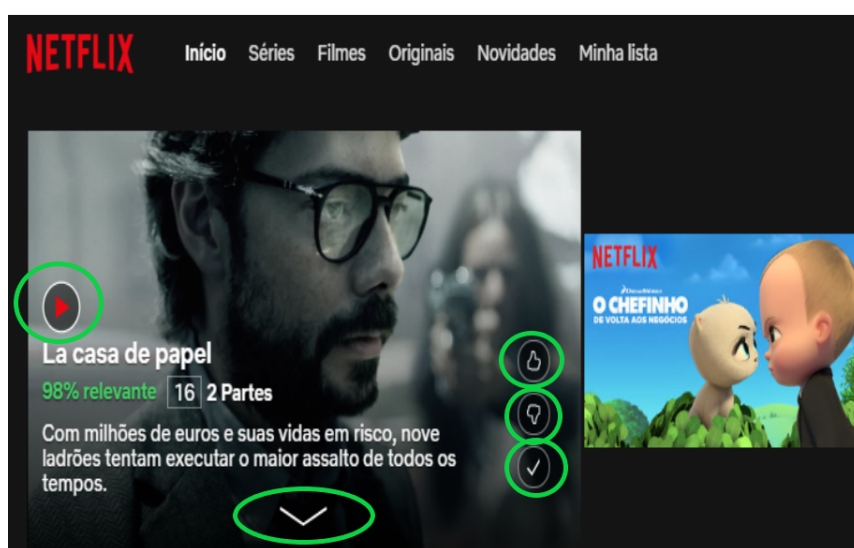 NETFLIX
Início Séries Filmes Originais Novidades Minha lista
La casa de papel
98% relevante 16 2 Partes
Com milhões de euros e suas vidas em risco, nove
ladrões tentam executar o maior assalto de todos os
tempos.
NETFLIX
O CHEFINHO
DE VOLTA AOS NEGÓCIOS